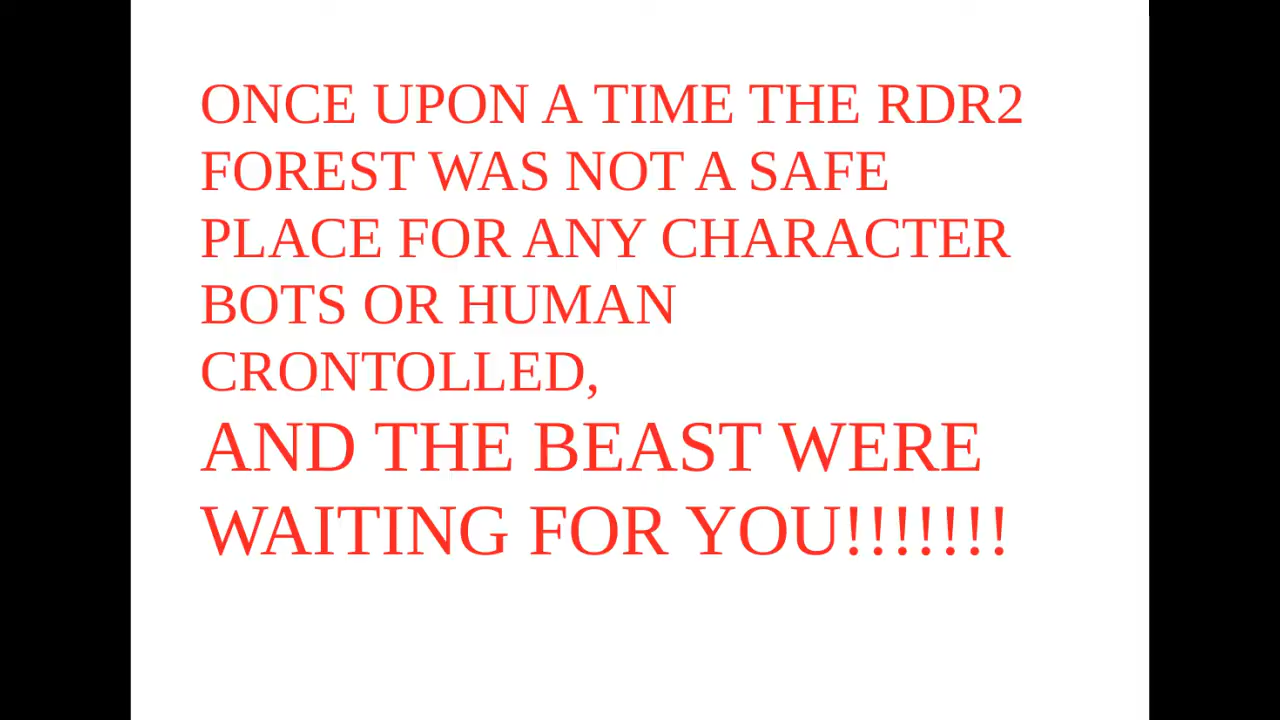 ONCE UPON A TIME THE RDR2
FOREST WAS NOT A SAFE
PLACE FOR ANY CHARACTER
BOTS OR HUMAN
CRONTOLLED,
AND THE BEAST WERE
WAITING FOR YOU!!!!!!!